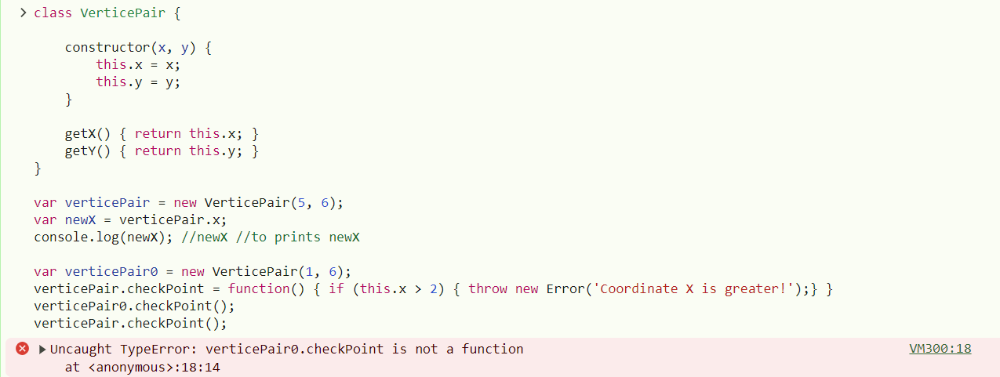 class VerticePair {
constructor(x, y) {
this.x = x;
this.y = y;
}
getX() { return this.x; }
getY() { return this.y; }
}
var verticePair = new VerticePair(5, 6);
var newX = verticePair.x;
console.log(newX); //newX //to prints newX
var verticePair0 = new VerticePair(1, 6);
verticePair.checkPoint = function() { if (this.x > 2) { throw new Error('Coordinate X is greater!');} }
verticePair0.checkPoint();
verticePair.checkPoint();
Uncaught TypeError: verticePair0.checkPoint is not a function VM300:18
at <anonymous>:18:14